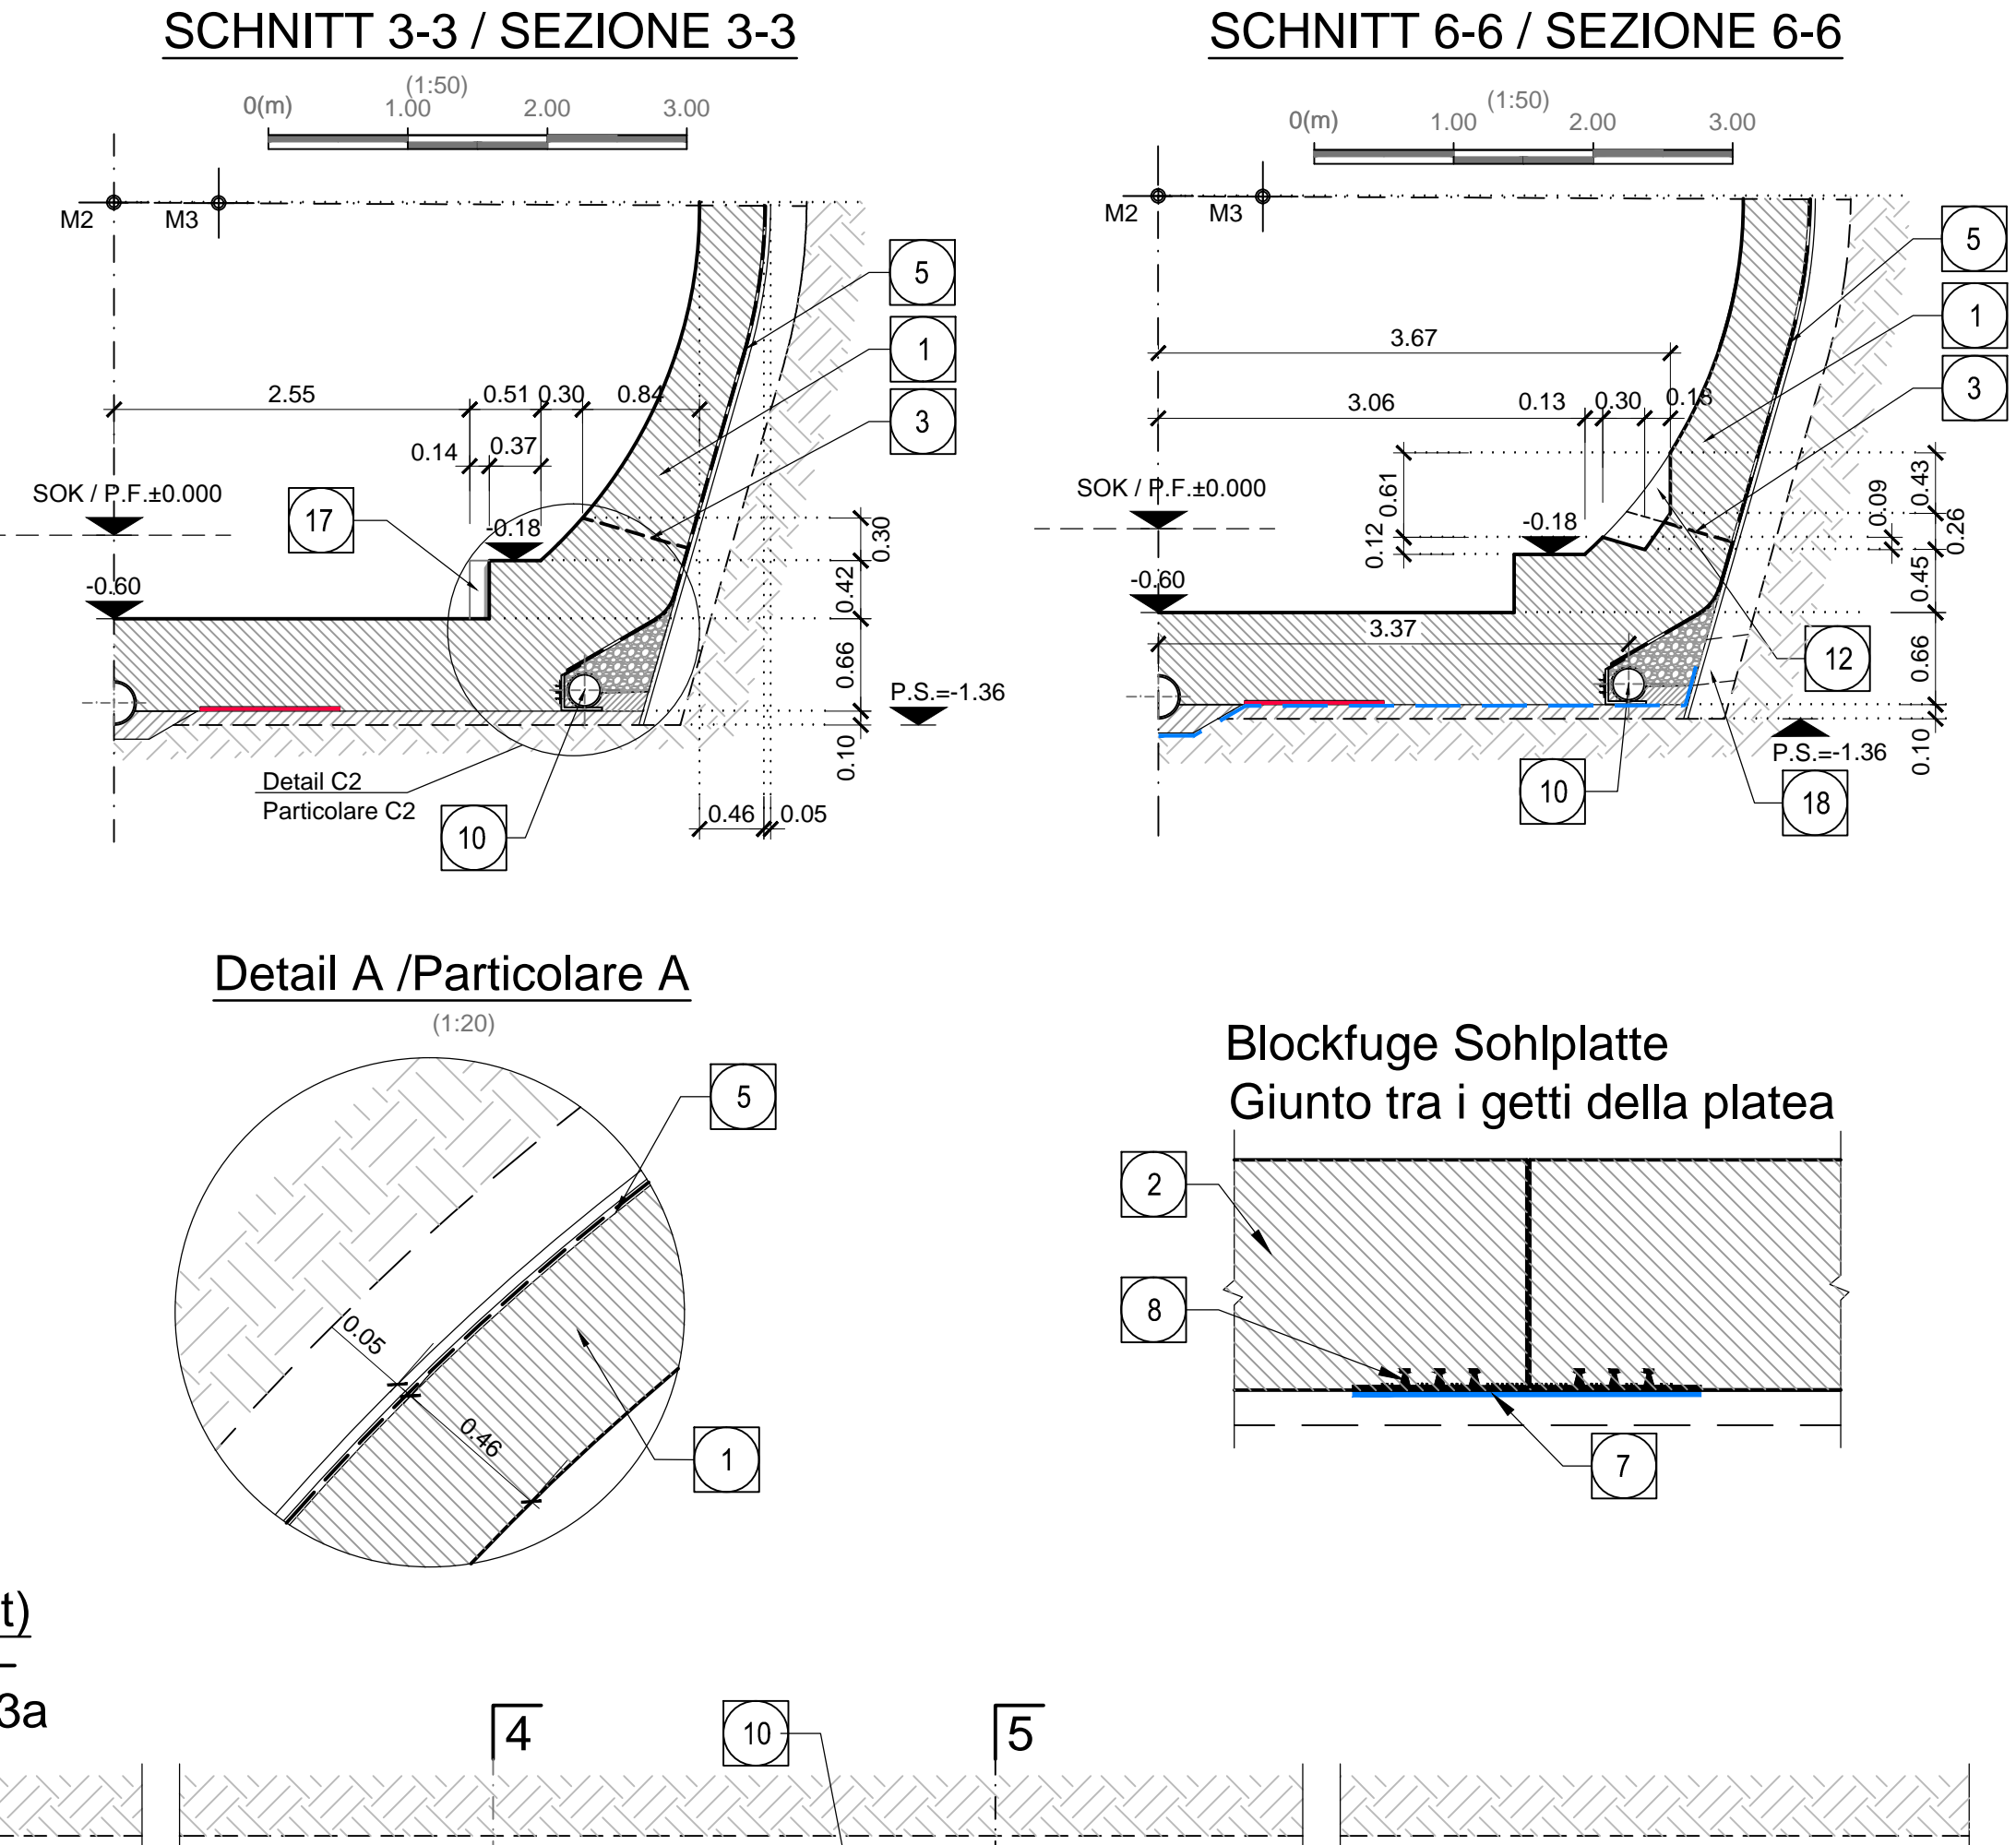 SCHNITT 3-3 / SEZIONE 3-3
(1:50)
0(m) 1.00 2.00 3.00
M2 M3
5
1
3
2.55 0.51 0.30 0.84
0.14 0.37
SOK / P.F.±0.000
17
-0.18
-0.60
0.30
0.42
0.66
0.10
P.S.=-1.36
Detail C2
Particolare C2
10
0.46 0.05
SCHNITT 6-6 / SEZIONE 6-6
(1:50)
0(m) 1.00 2.00 3.00
M2 M3
5
1
3
3.67
3.06 0.13 0.30 0.18
0.61
0.12
SOK / P.F.±0.000
-0.18
-0.60
0.09
0.43
0.26
0.45
0.66
0.10
3.37
12
P.S.=-1.36
10
18
Detail A /Particolare A
(1:20)
5
0.05
0.46
1
Blockfuge Sohlplatte
Giunto tra i getti della platea
2
8
7
t)
3a
4
10
5